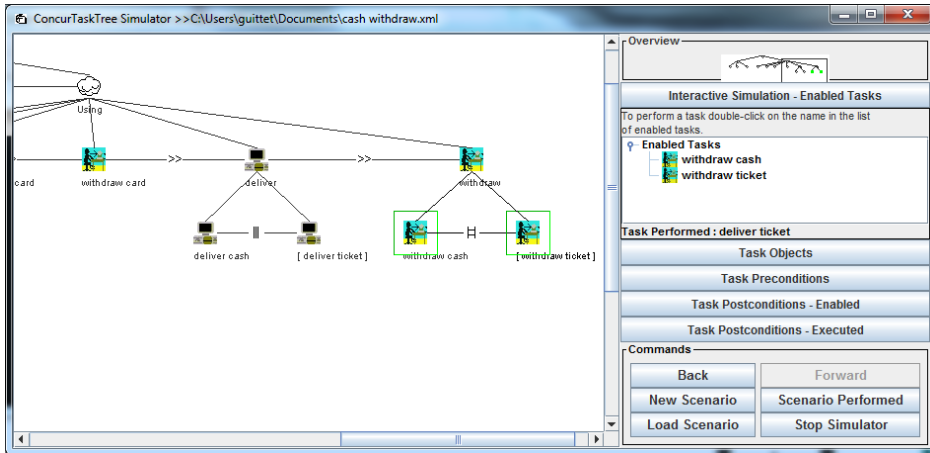 ConcurTaskTree Simulator >>C:\Users\guittet\Documents\cash withdraw.xml
Using
>> >>
card withdraw card deliver withdraw
||| |=|
deliver cash [ deliver ticket ] withdraw cash [ withdraw ticket ]
Overview
Interactive Simulation - Enabled Tasks
To perform a task double-click on the name in the list
of enabled tasks.
Enabled Tasks
withdraw cash
withdraw ticket
Task Performed : deliver ticket
Task Objects
Task Preconditions
Task Postconditions - Enabled
Task Postconditions - Executed
Commands
Back Forward
New Scenario Scenario Performed
Load Scenario Stop Simulator